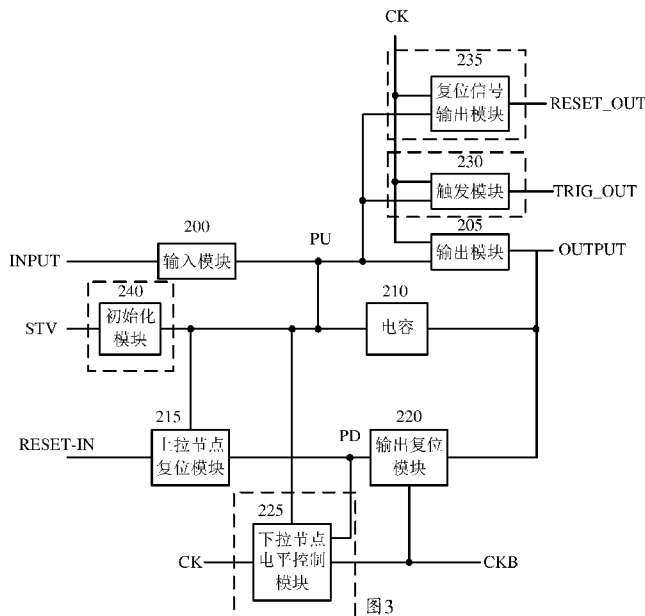 CK
235
复位信号
输出模块
RESET_OUT
230
触发模块
TRIG_OUT
200
PU
205
INPUT
输入模块
输出模块
OUTPUT
240
210
STV
初始化
模块
电容
215
PD
220
RESET-IN
上拉节点
复位模块
输出复位
模块
225
下拉节点
电平控制
模块
CK
CKB
图3